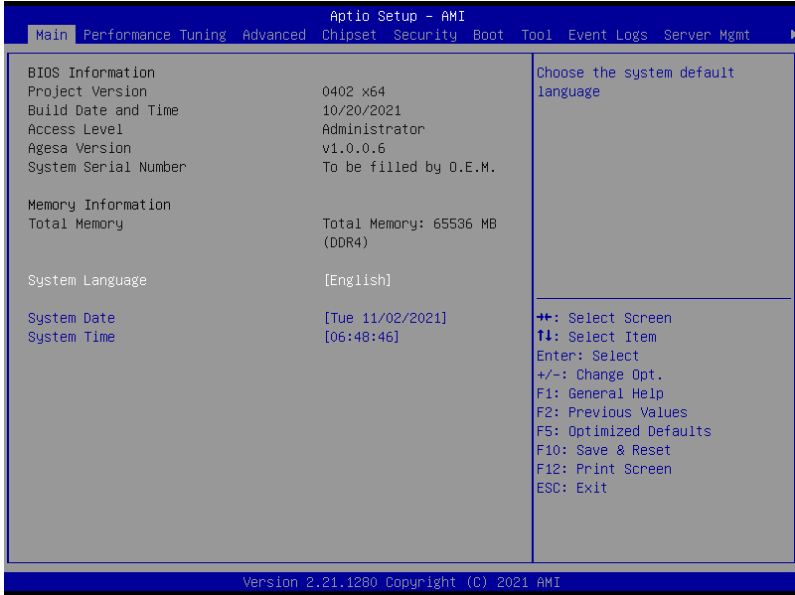 Aptio Setup - AMI
Main Performance Tuning Advanced Chipset Security Boot Tool Event Logs Server Mgmt
BIOS Information
Project Version 0402 x64
Build Date and Time 10/20/2021
Access Level Administrator
Agesa Version v1.0.0.6
System Serial Number To be filled by O.E.M.
Memory Information
Total Memory Total Memory: 65536 MB
(DDR4)
System Language [English]
System Date [Tue 11/02/2021]
System Time [06:48:46]
Choose the system default
language
→←: Select Screen
↑↓: Select Item
Enter: Select
+/-: Change Opt.
F1: General Help
F2: Previous Values
F5: Optimized Defaults
F10: Save & Reset
F12: Print Screen
ESC: Exit
Version 2.21.1280 Copyright (C) 2021 AMI